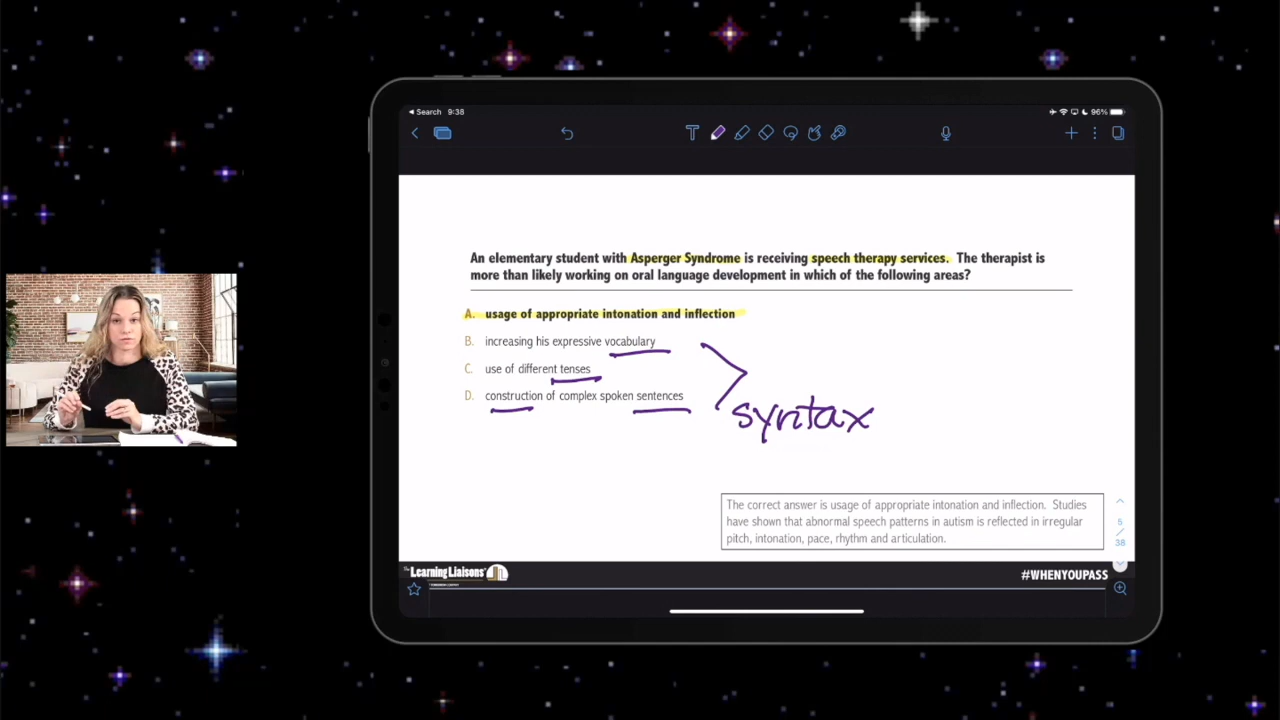 Search 9:38 96%
An elementary student with Asperger Syndrome is receiving speech therapy services. The therapist is
more than likely working on oral language development in which of the following areas?
A. usage of appropriate intonation and inflection
B. increasing his expressive vocabulary
C. use of different tenses
D. construction of complex spoken sentences
syntax
The correct answer is usage of appropriate intonation and inflection. Studies
have shown that abnormal speech patterns in autism is reflected in irregular
pitch, intonation, pace, rhythm and articulation.
5
/
38
The Learning Liaisons
#WHENYOUPASS